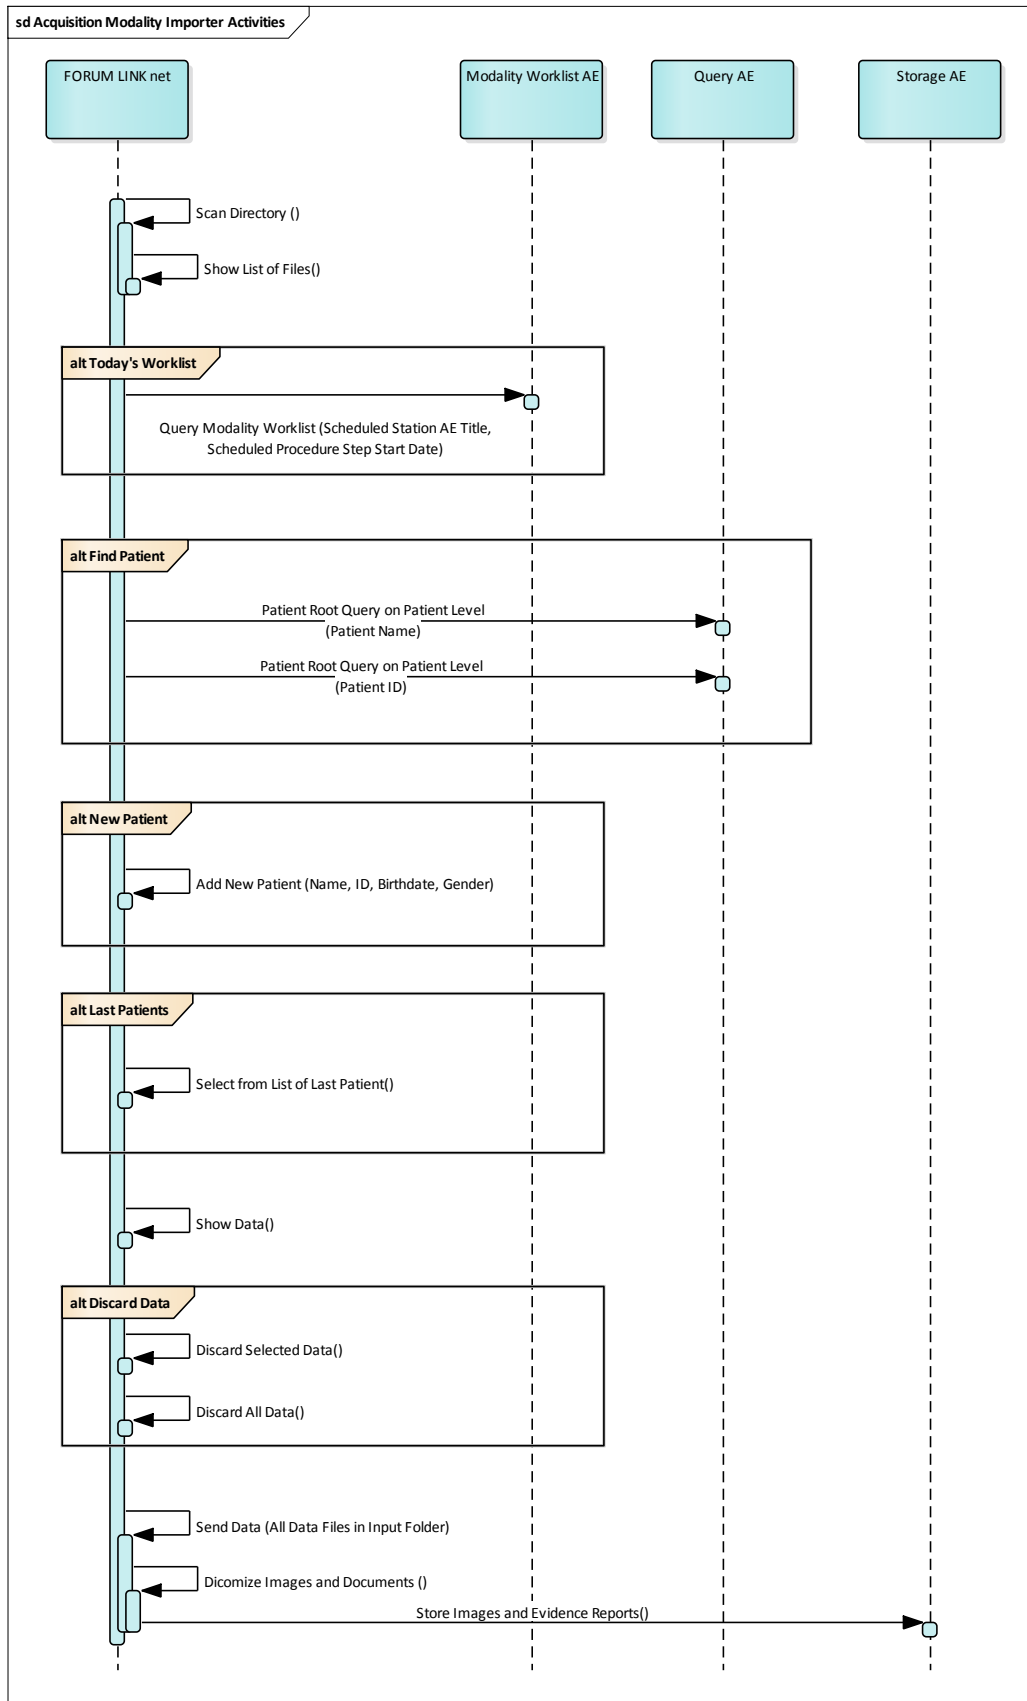 sd Acquisition Modality Importer Activities
FORUM LINK net
Modality Worklist AE
Query AE
Storage AE
Scan Directory ()
Show List of Files()
alt Today's Worklist
Query Modality Worklist (Scheduled Station AE Title,
Scheduled Procedure Step Start Date)
alt Find Patient
Patient Root Query on Patient Level
(Patient Name)
Patient Root Query on Patient Level
(Patient ID)
alt New Patient
Add New Patient (Name, ID, Birthdate, Gender)
alt Last Patients
Select from List of Last Patient()
Show Data()
alt Discard Data
Discard Selected Data()
Discard All Data()
Send Data (All Data Files in Input Folder)
Dicomize Images and Documents ()
Store Images and Evidence Reports()